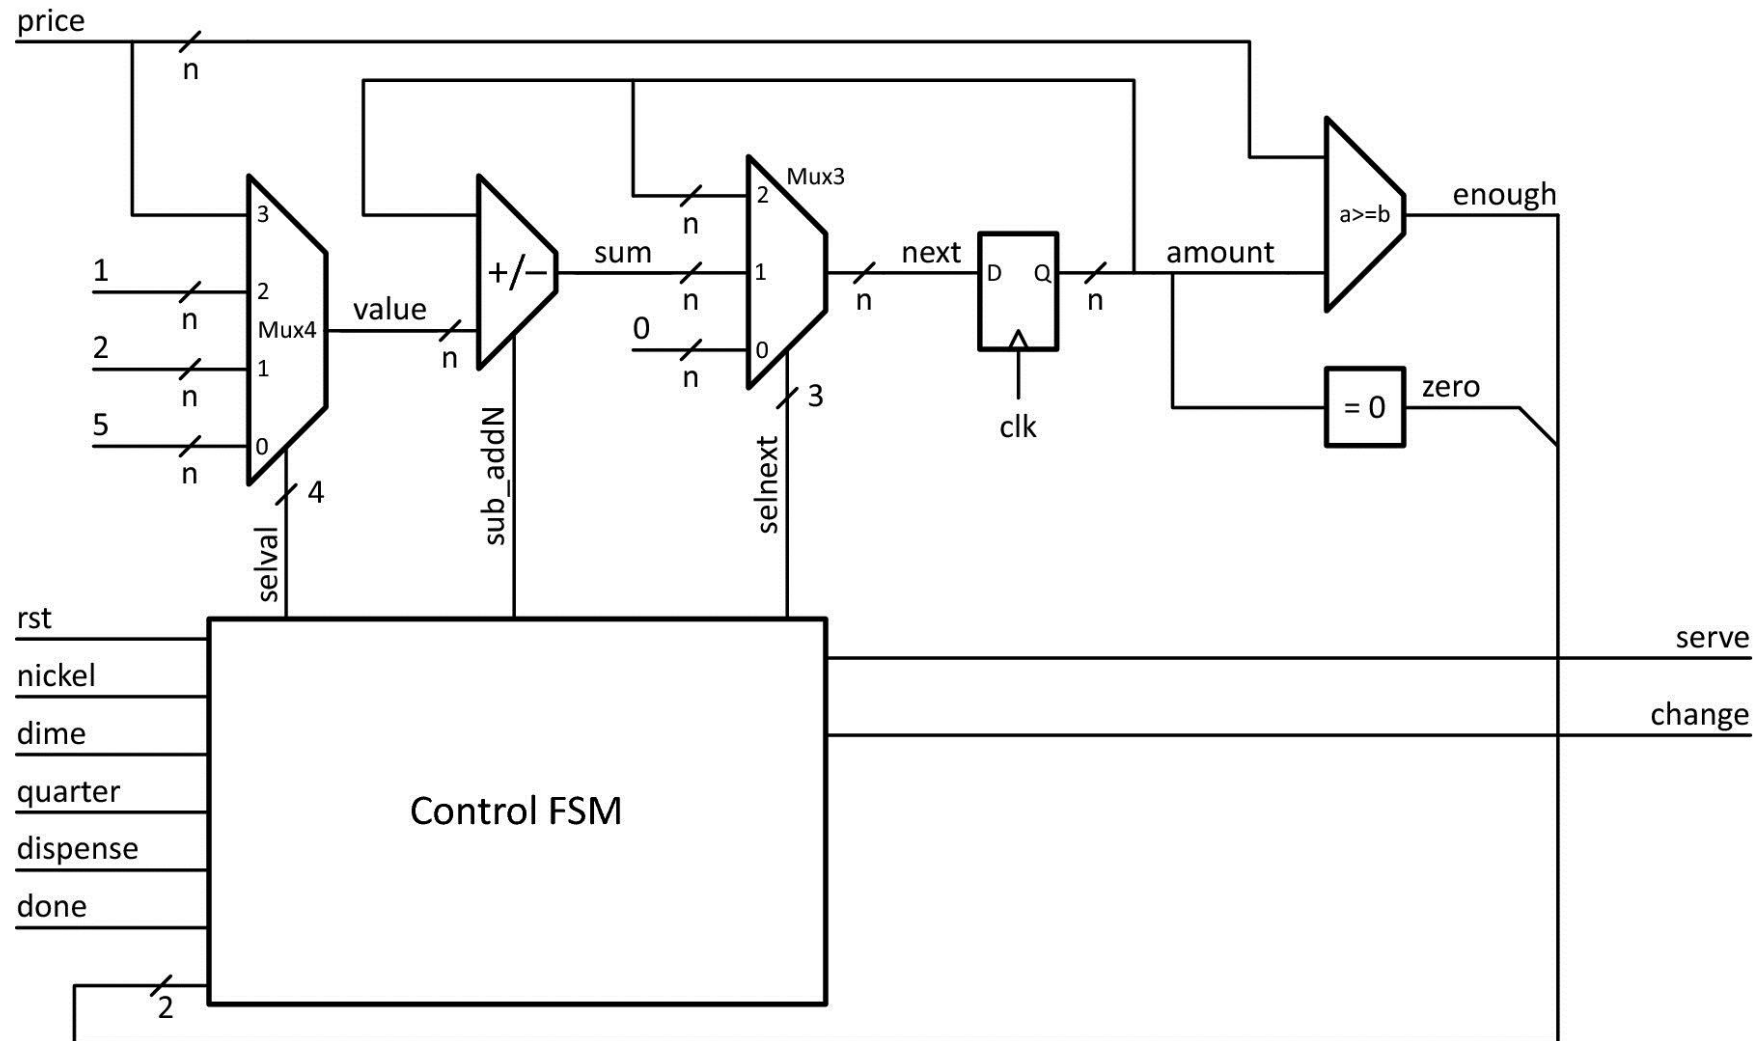 price
n
Mux3
2
n
enough
3
a>=b
1
sum
next
amount
+/−
1
D Q
n
2
n
n
n
value
0
Mux4
0
2
n
n
1
n
3
zero
= 0
5
0
clk
n
4
selval
sub_addN
selnext
rst
serve
nickel
change
dime
quarter
Control FSM
dispense
done
2